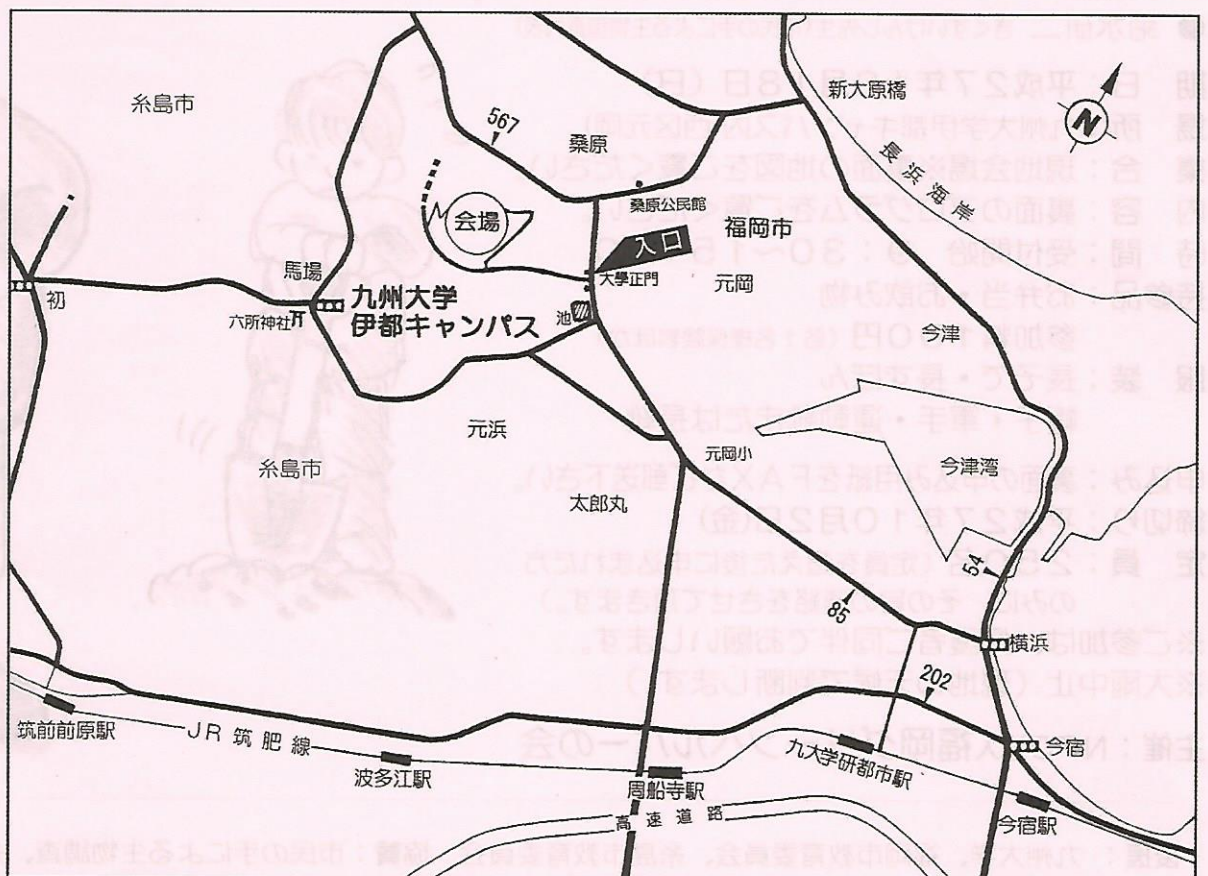 糸島市
新大原橋
N
567
桑原
長浜海岸
桑原公民館
会場
福岡市
入口
馬場
大學正門
元岡
初
九州大学
伊都キャンパス
六所神社
池
今津
元浜
元岡小
今津湾
糸島市
太郎丸
54
85
横浜
202
筑前前原駅
JR筑肥線
波多江駅
周船寺駅
九大学研都市駅
今宿
今宿駅
高速道路